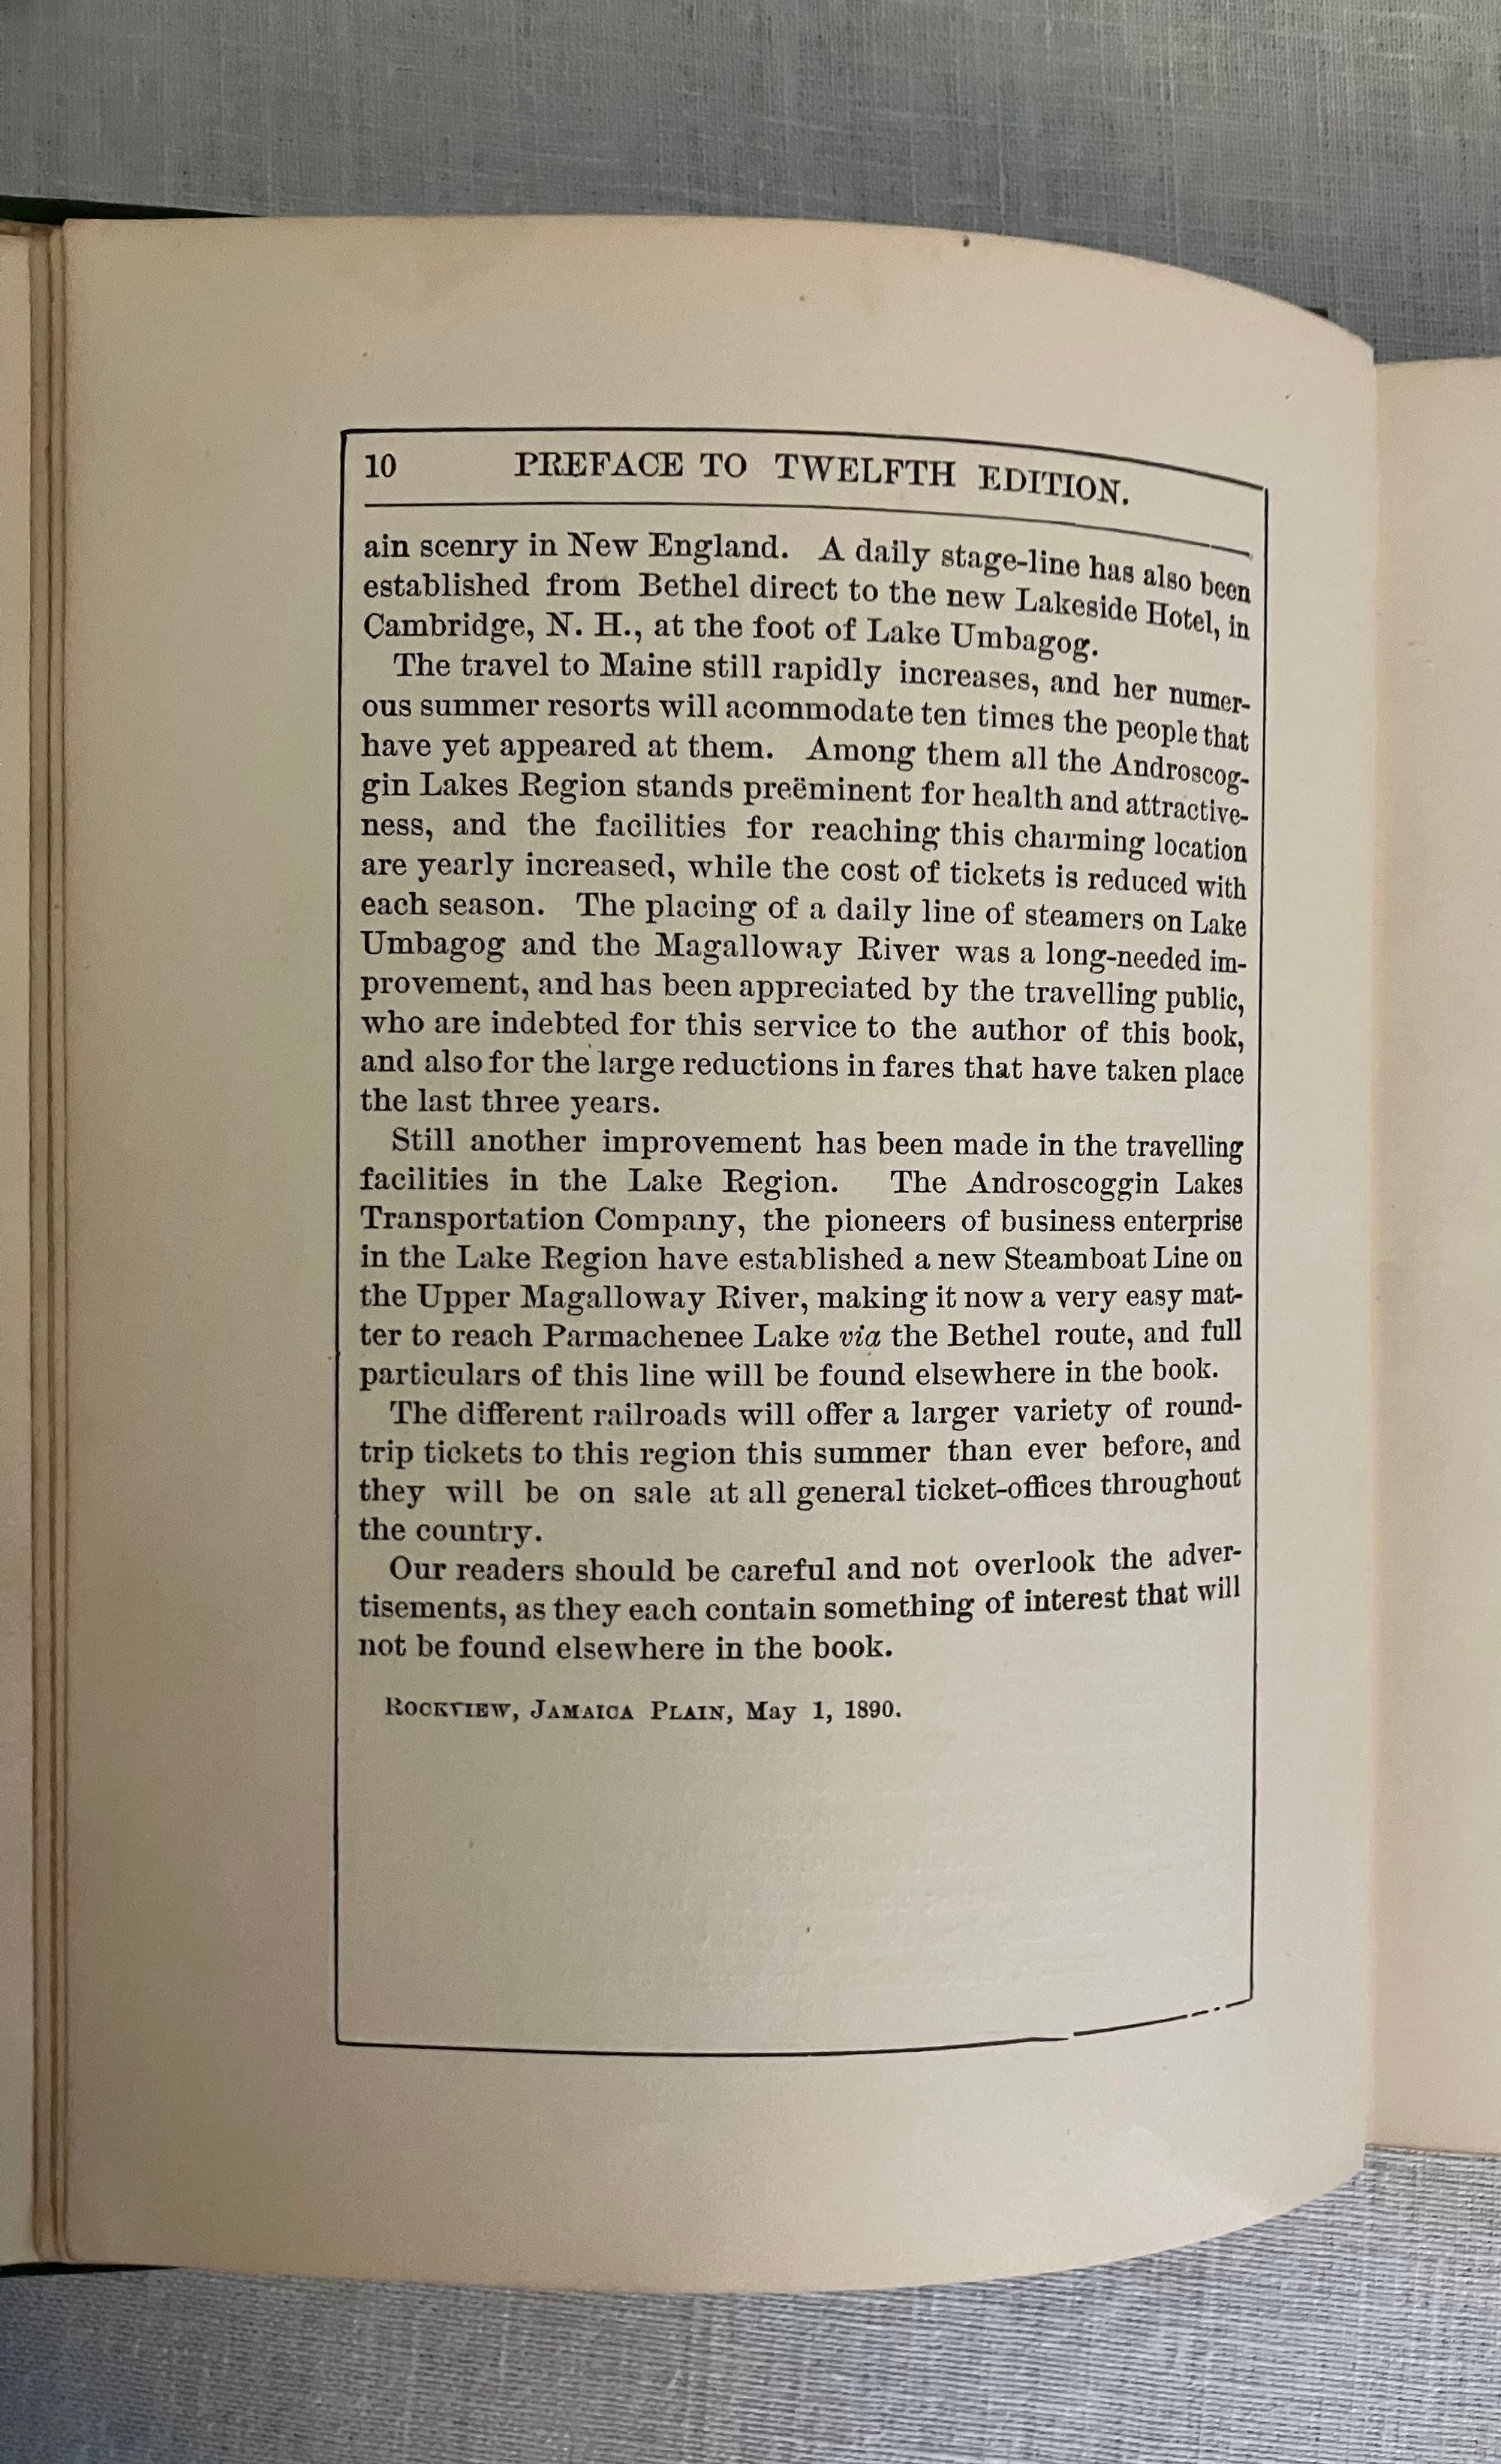 10 PREFACE TO TWELFTH EDITION.
ain scenry in New England. A daily stage-line has also been
established from Bethel direct to the new Lakeside Hotel, in
Cambridge, N. H., at the foot of Lake Umbagog.
The travel to Maine still rapidly increases, and her numer-
ous summer resorts will acommodate ten times the people that
have yet appeared at them. Among them all the Androscog-
gin Lakes Region stands preëminent for health and attractive-
ness, and the facilities for reaching this charming location
are yearly increased, while the cost of tickets is reduced with
each season. The placing of a daily line of steamers on Lake
Umbagog and the Magalloway River was a long-needed im-
provement, and has been appreciated by the travelling public,
who are indebted for this service to the author of this book,
and also for the large reductions in fares that have taken place
the last three years.
Still another improvement has been made in the travelling
facilities in the Lake Region. The Androscoggin Lakes
Transportation Company, the pioneers of business enterprise
in the Lake Region have established a new Steamboat Line on
the Upper Magalloway River, making it now a very easy mat-
ter to reach Parmachenee Lake via the Bethel route, and full
particulars of this line will be found elsewhere in the book.
The different railroads will offer a larger variety of round-
trip tickets to this region this summer than ever before, and
they will be on sale at all general ticket-offices throughout
the country.
Our readers should be careful and not overlook the adver-
tisements, as they each contain something of interest that will
not be found elsewhere in the book.
ROCKVIEW, JAMAICA PLAIN, May 1, 1890.